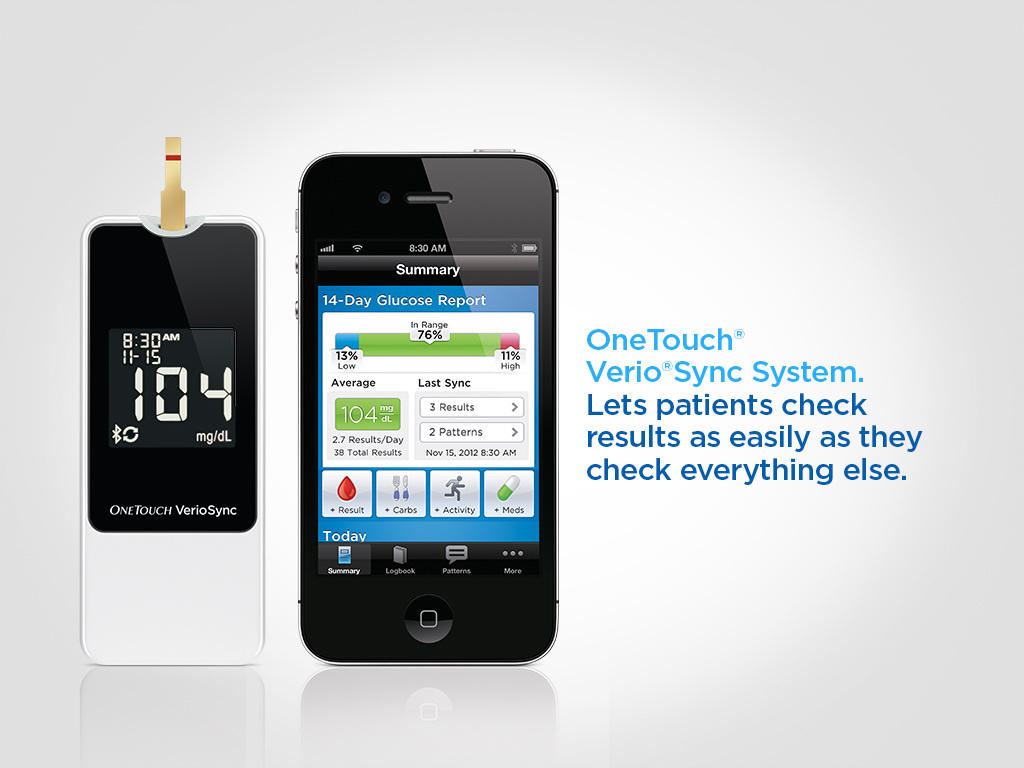 8:30 AM
11-15
104
mg/dL
ONETOUCH VerioSync
8:30 AM
Summary
14-Day Glucose Report
In Range
76%
13%
Low
11%
High
Average
Last Sync
104 mg/dL
3 Results
2.7 Results/Day
2 Patterns
38 Total Results
Nov 15, 2012 8:30 AM
+ Result
+ Carbs
+ Activity
+ Meds
Today
Summary
Logbook
Patterns
More
OneTouch®
Verio®Sync System.
Lets patients check
results as easily as they
check everything else.